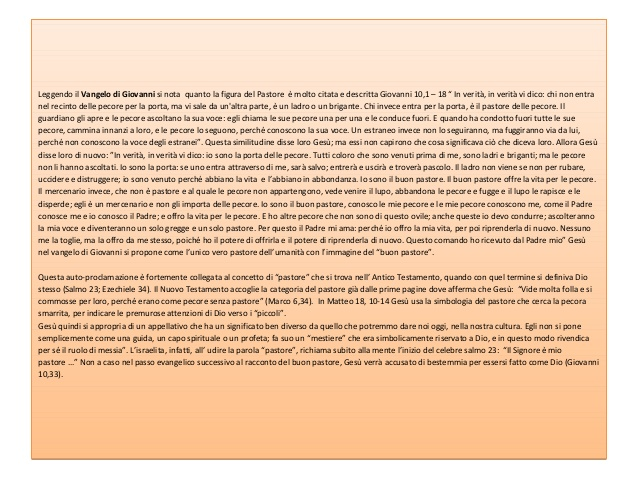 Leggendo il Vangelo di Giovanni si nota quanto la figura del Pastore è molto citata e descritta Giovanni 10,1 – 18 “ In verità, in verità vi dico: chi non entra
nel recinto delle pecore per la porta, ma vi sale da un'altra parte, è un ladro o un brigante. Chi invece entra per la porta, è il pastore delle pecore. Il
guardiano gli apre e le pecore ascoltano la sua voce: egli chiama le sue pecore una per una e le conduce fuori. E quando ha condotto fuori tutte le sue
pecore, cammina innanzi a loro, e le pecore lo seguono, perché conoscono la sua voce. Un estraneo invece non lo seguiranno, ma fuggiranno via da lui,
perché non conoscono la voce degli estranei”. Questa similitudine disse loro Gesù; ma essi non capirono che cosa significava ciò che diceva loro. Allora Gesù
disse loro di nuovo: “In verità, in verità vi dico: io sono la porta delle pecore. Tutti coloro che sono venuti prima di me, sono ladri e briganti; ma le pecore
non li hanno ascoltati. Io sono la porta: se uno entra attraverso di me, sarà salvo; entrerà e uscirà e troverà pascolo. Il ladro non viene se non per rubare,
uccidere e distruggere; io sono venuto perché abbiano la vita e l'abbiano in abbondanza. Io sono il buon pastore. Il buon pastore offre la vita per le pecore.
Il mercenario invece, che non è pastore e al quale le pecore non appartengono, vede venire il lupo, abbandona le pecore e fugge e il lupo le rapisce e le
disperde; egli è un mercenario e non gli importa delle pecore. Io sono il buon pastore, conosco le mie pecore e le mie pecore conoscono me, come il Padre
conosce me e io conosco il Padre; e offro la vita per le pecore. E ho altre pecore che non sono di questo ovile; anche queste io devo condurre; ascolteranno
la mia voce e diventeranno un solo gregge e un solo pastore. Per questo il Padre mi ama: perché io offro la mia vita, per poi riprenderla di nuovo. Nessuno
me la toglie, ma la offro da me stesso, poiché ho il potere di offrirla e il potere di riprenderla di nuovo. Questo comando ho ricevuto dal Padre mio” Gesù
nel vangelo di Giovanni si propone come l'unico vero pastore dell'umanità con l'immagine del “buon pastore”.
Questa auto-proclamazione è fortemente collegata al concetto di “pastore” che si trova nell' Antico Testamento, quando con quel termine si definiva Dio
stesso (Salmo 23; Ezechiele 34). Il Nuovo Testamento accoglie la categoria del pastore già dalle prime pagine dove afferma che Gesù: “Vide molta folla e si
commosse per loro, perché erano come pecore senza pastore” (Marco 6,34). In Matteo 18, 10-14 Gesù usa la simbologia del pastore che cerca la pecora
smarrita, per indicare le premurose attenzioni di Dio verso i “piccoli”.
Gesù quindi si appropria di un appellativo che ha un significato ben diverso da quello che potremmo dare noi oggi, nella nostra cultura. Egli non si pone
semplicemente come una guida, un capo spirituale o un profeta; fa suo un “mestiere” che era simbolicamente riservato a Dio, e in questo modo rivendica
per sé il ruolo di messia”. L'israelita, infatti, all' udire la parola “pastore”, richiama subito alla mente l'inizio del celebre salmo 23: “Il Signore è mio
pastore ...” Non a caso nel passo evangelico successivo al racconto del buon pastore, Gesù verrà accusato di bestemmia per essersi fatto come Dio (Giovanni
10,33).